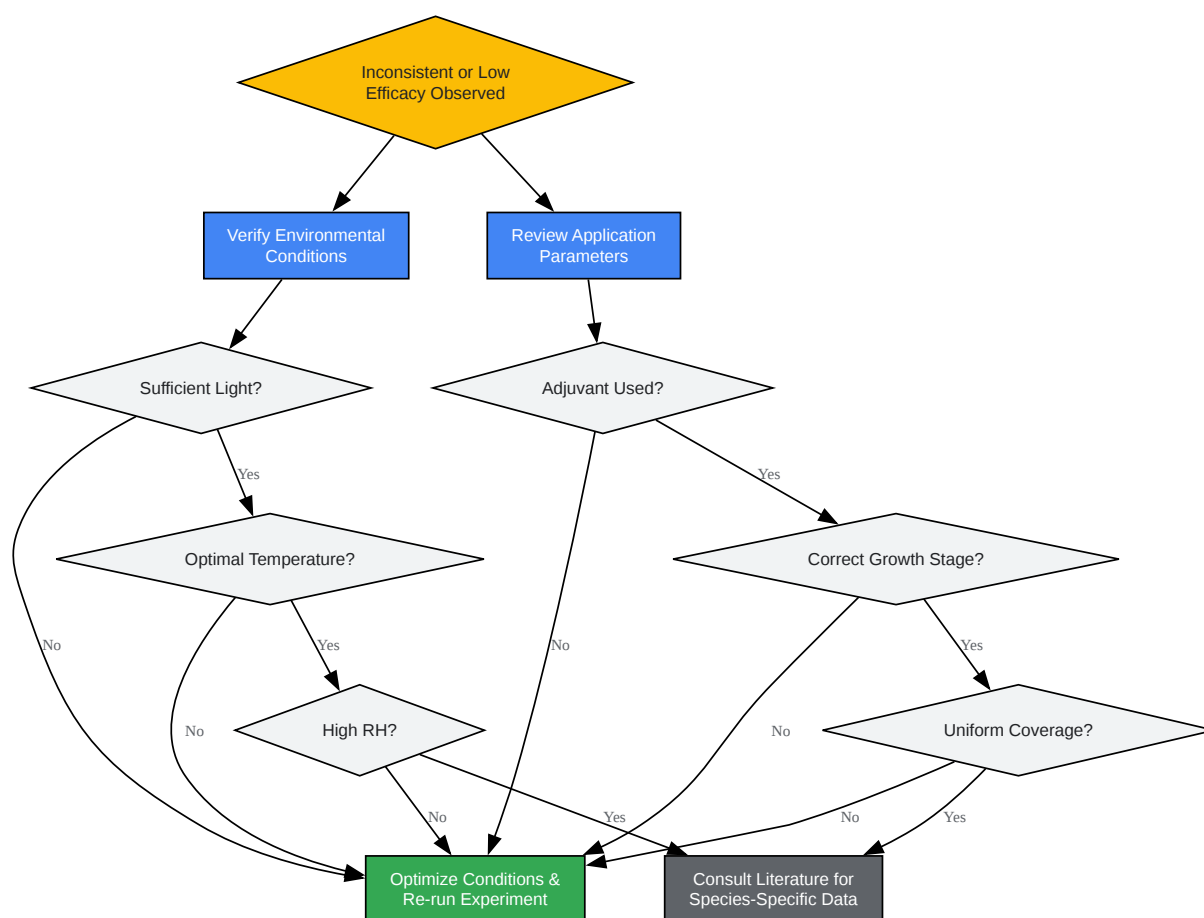 Inconsistent or Low
Efficacy Observed
Verify Environmental
Conditions
Review Application
Parameters
Sufficient Light?
Adjuvant Used?
Yes
Yes
Optimal Temperature?
Correct Growth Stage?
No
Yes
No
Yes
No
High RH?
No
Uniform Coverage?
No
Yes
No
Yes
Optimize Conditions &
Re-run Experiment
Consult Literature for
Species-Specific Data